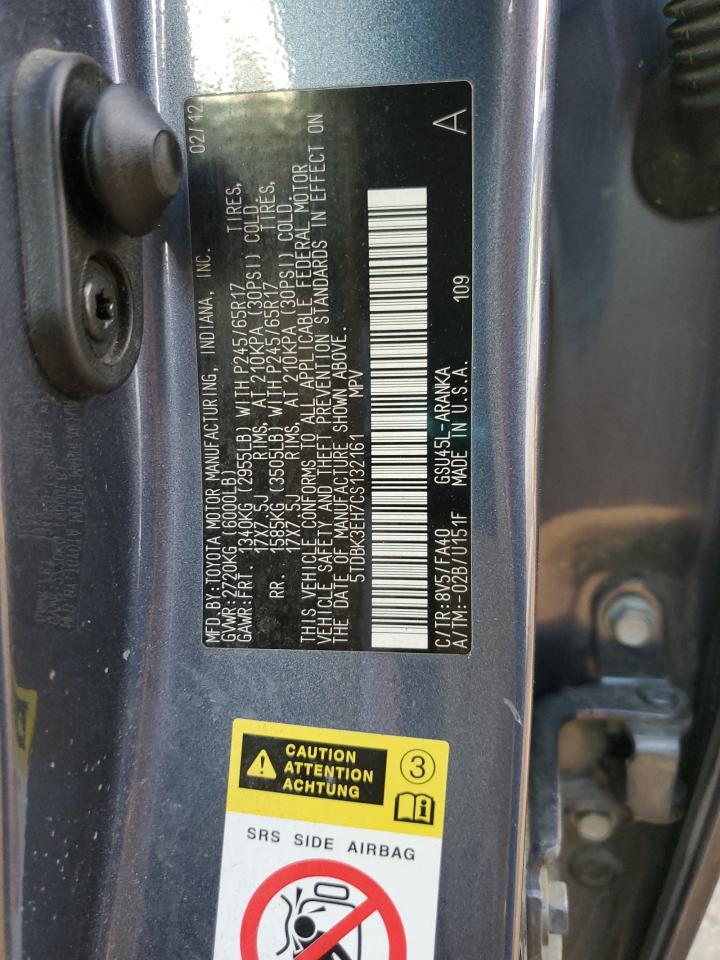 MFD.BY:TOYOTA MOTOR MANUFACTURING, INDIANA, INC. 02/12
GVWR:2720KG(6000LB)
GAWR:FRT. 1340KG (2955LB) WITH P245/65R17 TIRES,
17X7.5J RIMS, AT 210KPA (30PSI) COLD.
RR. 1585KG (3505LB) WITH P245/65R17 TIRES,
17X7.5J RIMS, AT 210KPA (30PSI) COLD.
THIS VEHICLE CONFORMS TO ALL APPLICABLE FEDERAL MOTOR
VEHICLE SAFETY AND THEFT PREVENTION STANDARDS IN EFFECT ON
THE DATE OF MANUFACTURE SHOWN ABOVE.
5TDBK3EH7CS132161 MPV
A
C/TR:8V5/FA40 GSU45L-ARANKA
A/TM:-02B/U151F MADE IN U.S.A. 109
CAUTION
ATTENTION
ACHTUNG
3
SRS SIDE AIRBAG